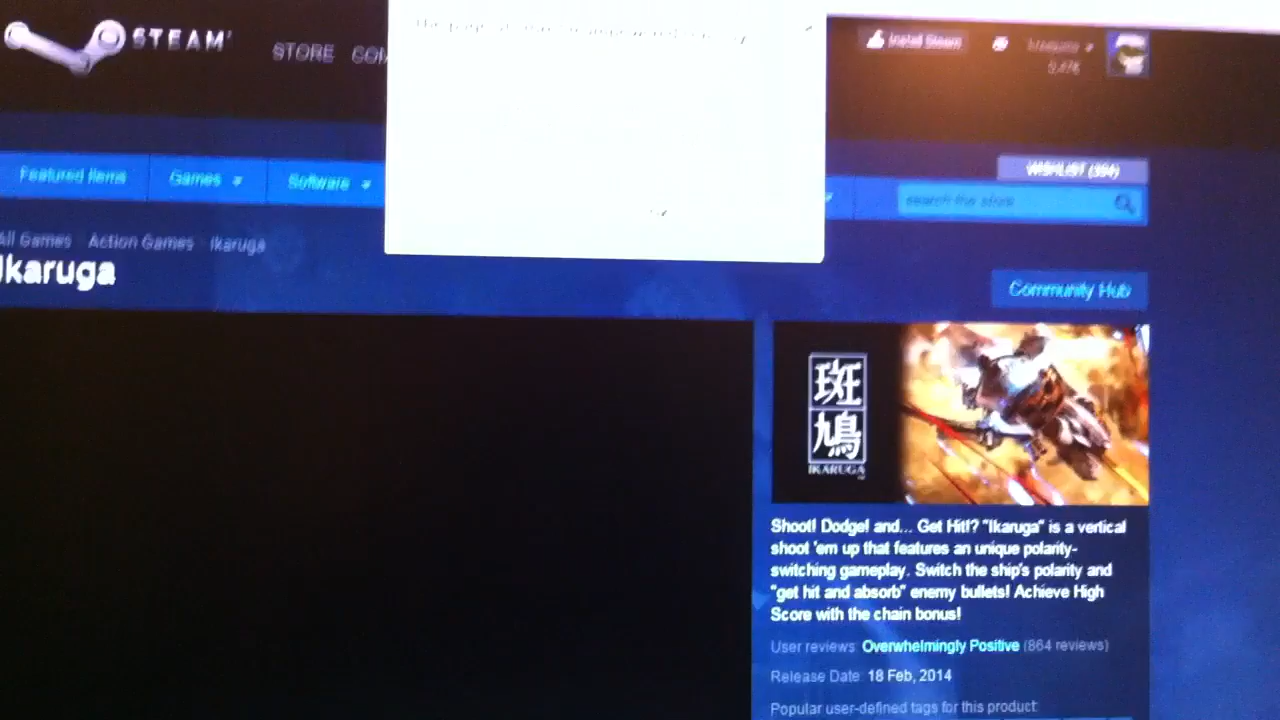 STEAM
STORE
Install Steam
WISHLIST (394)
Featured Items
Games
Software
search the store
All Games
Action Games
Ikaruga
Ikaruga
Community Hub
斑鳩
IKARUGA
Shoot! Dodge! and... Get Hit!? "Ikaruga" is a vertical
shoot 'em up that features an unique polarity-
switching gameplay. Switch the ship's polarity and
"get hit and absorb" enemy bullets! Achieve High
Score with the chain bonus!
User reviews: Overwhelmingly Positive (864 reviews)
Release Date: 18 Feb, 2014
Popular user-defined tags for this product: